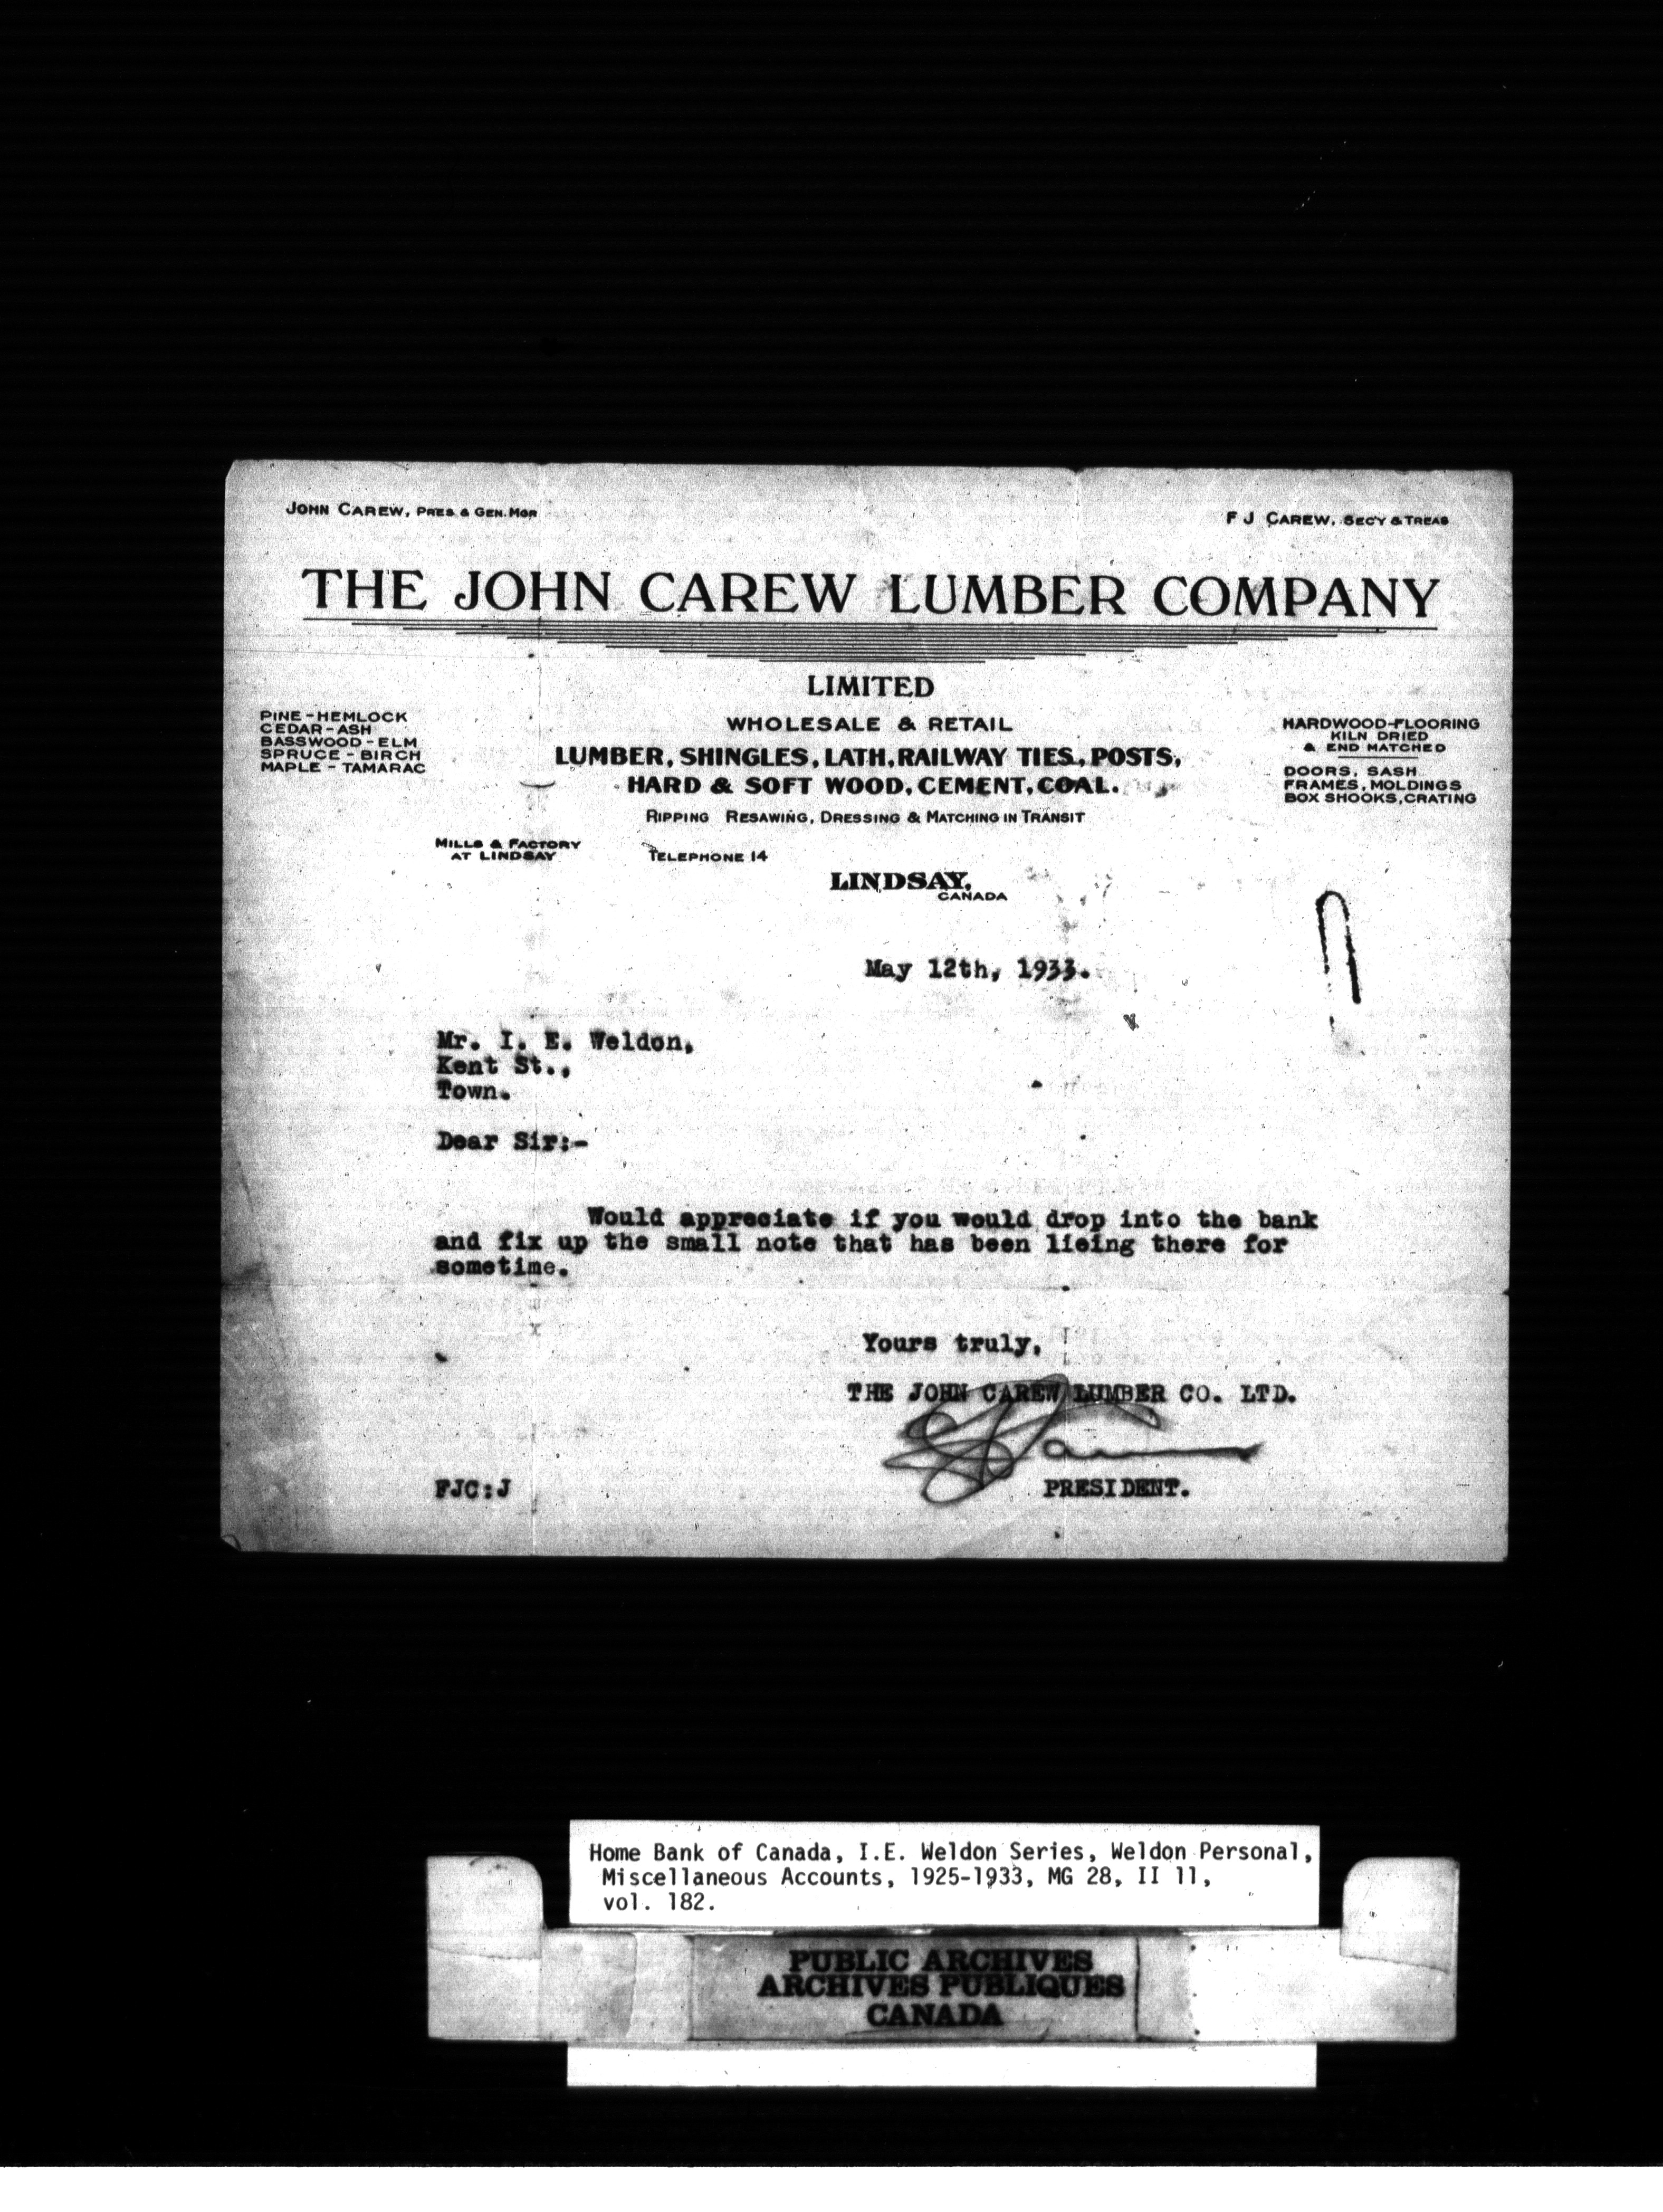 JOHN CAREW, PRES & GEN. MGR
F J CAREW, SEC'Y & TREAS
THE JOHN CAREW LUMBER COMPANY
LIMITED
PINE-HEMLOCK
CEDAR-ASH
BASSWOOD-ELM
SPRUCE-BIRCH
MAPLE-TAMARAC
WHOLESALE & RETAIL
LUMBER, SHINGLES, LATH, RAILWAY TIES, POSTS,
HARD & SOFT WOOD, CEMENT, COAL.
RIPPING RESAWING, DRESSING & MATCHING IN TRANSIT
HARDWOOD-FLOORING
KILN DRIED
& END MATCHED
DOORS, SASH
FRAMES, MOLDINGS
BOX SHOOKS, CRATING
MILLS & FACTORY
AT LINDSAY
TELEPHONE 14
LINDSAY,
CANADA
May 12th, 1933.
Mr. I. E. Weldon,
Kent St.,
Town.
Dear Sir:-
Would appreciate if you would drop into the bank
and fix up the small note that has been lieing there for
sometime.
Yours truly,
THE JOHN CAREW LUMBER CO. LTD.
PRESIDENT.
FJC:J
Home Bank of Canada, I.E. Weldon Series, Weldon Personal,
Miscellaneous Accounts, 1925-1933, MG 28, II 11,
vol. 182.
PUBLIC ARCHIVES
ARCHIVES PUBLIQUES
CANADA